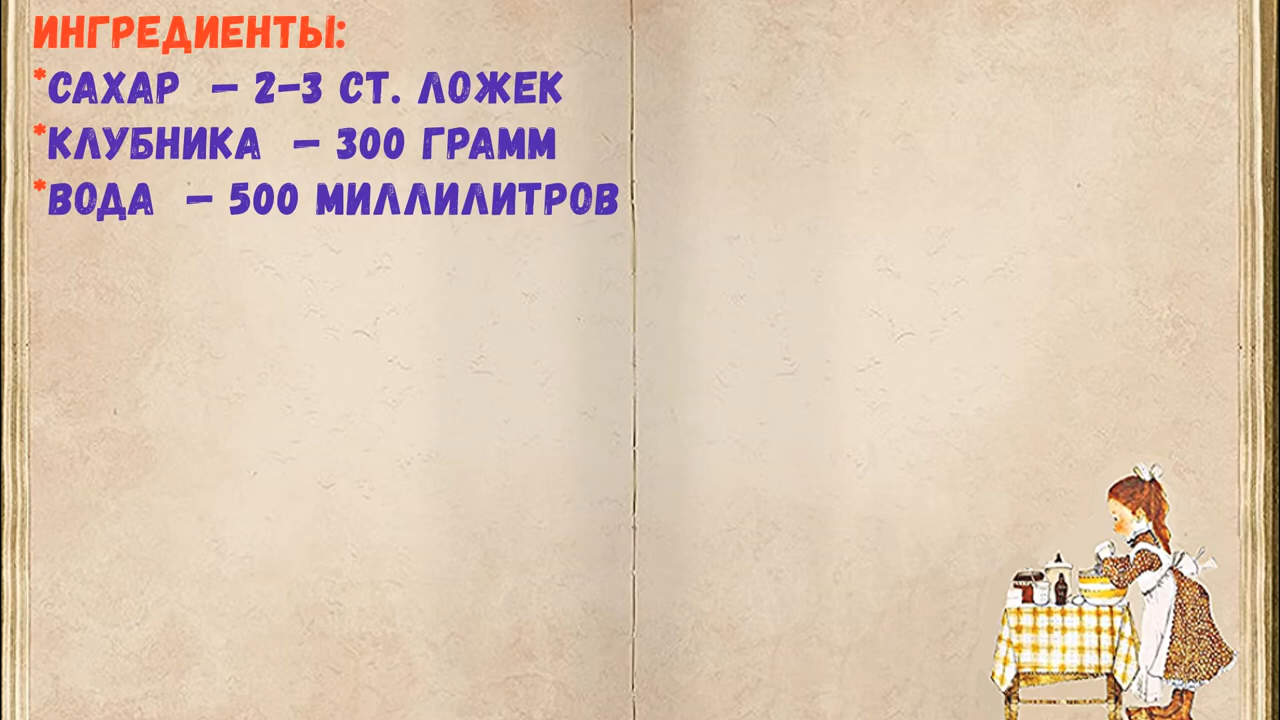 ИНГРЕДИЕНТЫ:
*САХАР – 2-3 СТ. ЛОЖЕК
*КЛУБНИКА – 300 ГРАММ
*ВОДА – 500 МИЛЛИЛИТРОВ